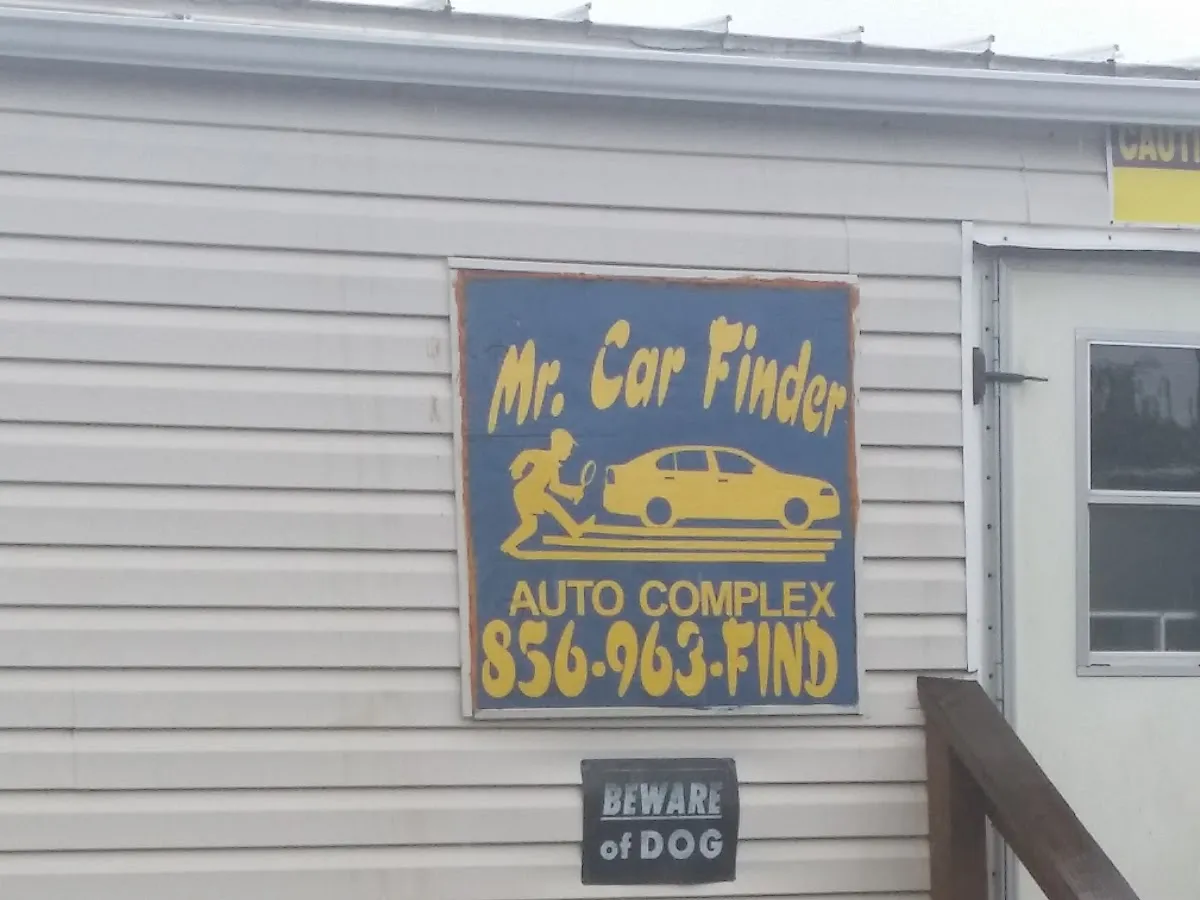 Mr. Car Finder
AUTO COMPLEX
856-963-FIND
BEWARE
of DOG